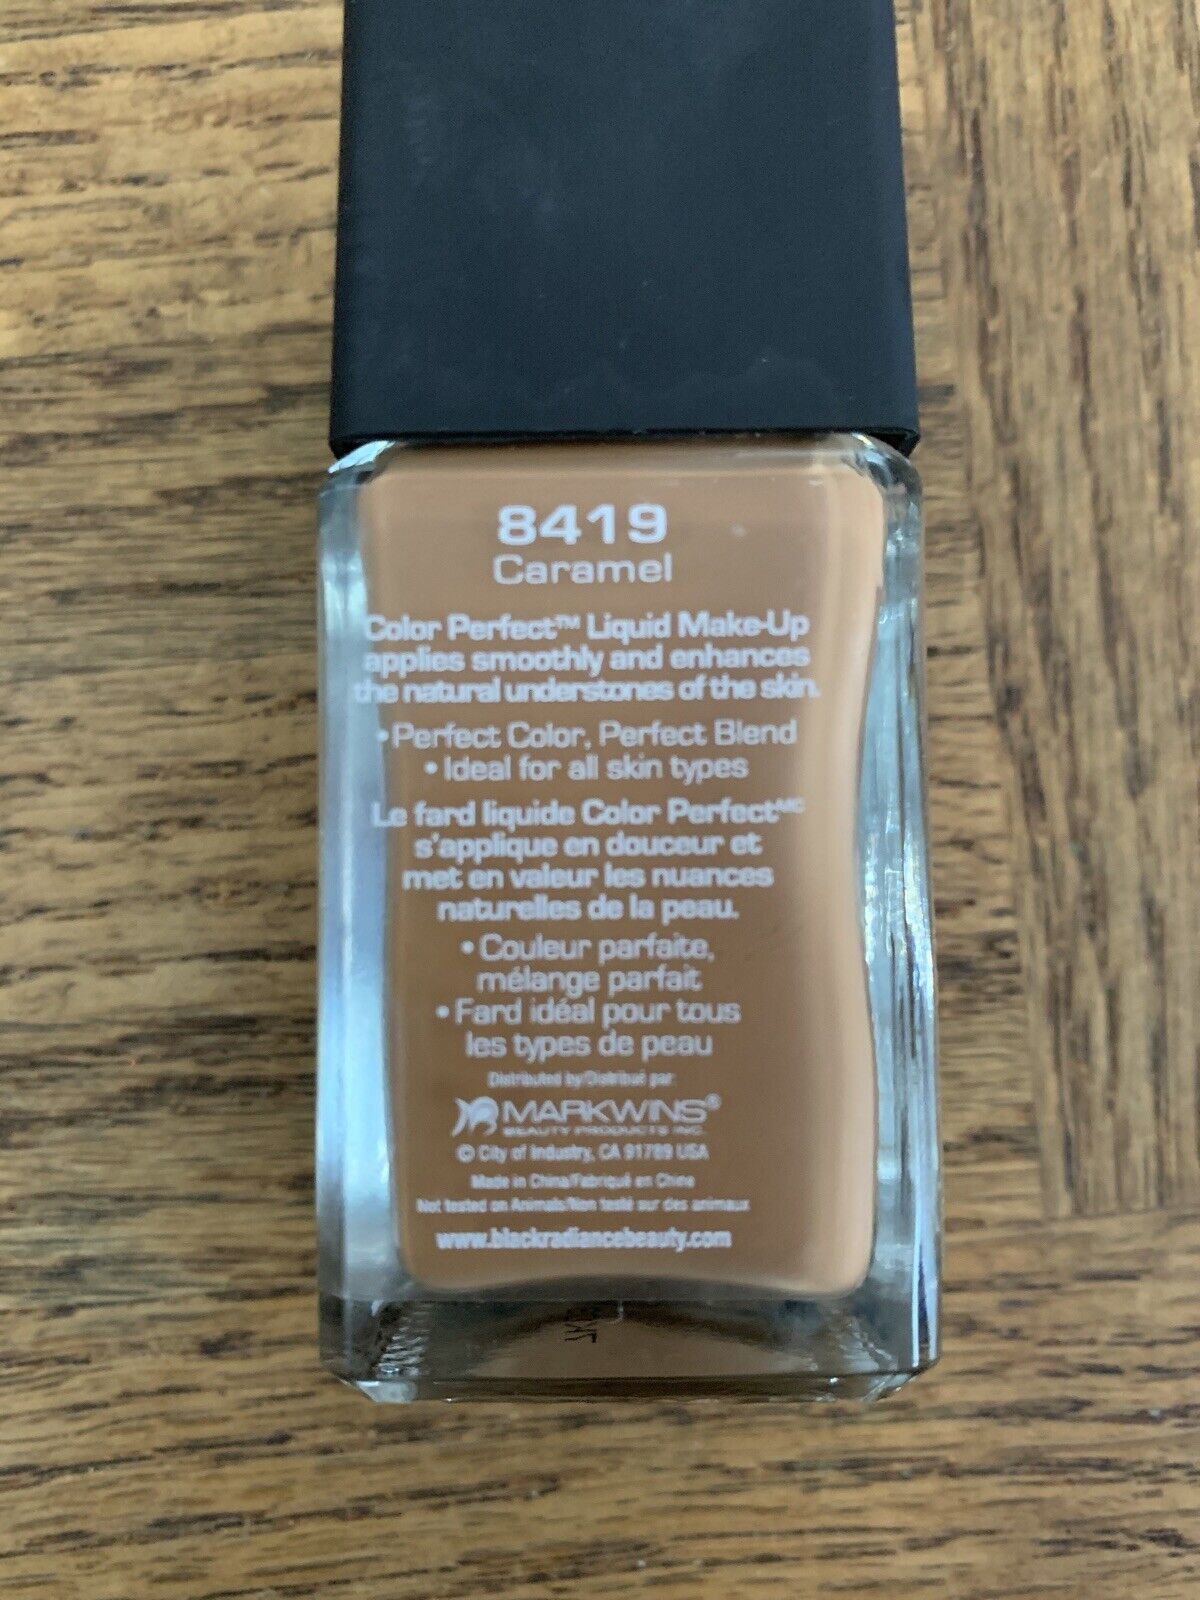 8419
Caramel
Color Perfect™ Liquid Make-Up
applies smoothly and enhances
the natural understones of the skin.
• Perfect Color, Perfect Blend
• Ideal for all skin types
Le fard liquide Color Perfectᴹᶜ
s'applique en douceur et
met en valeur les nuances
naturelles de la peau.
• Couleur parfaite,
mélange parfait
• Fard idéal pour tous
les types de peau
Distributed by/Distribué par:
MARKWINS®
BEAUTY PRODUCTS INC.
© City of Industry, CA 91789 USA
Made in China/Fabriqué en China
Not tested on Animals/Non testé sur des animaux
www.blackradiancebeauty.com